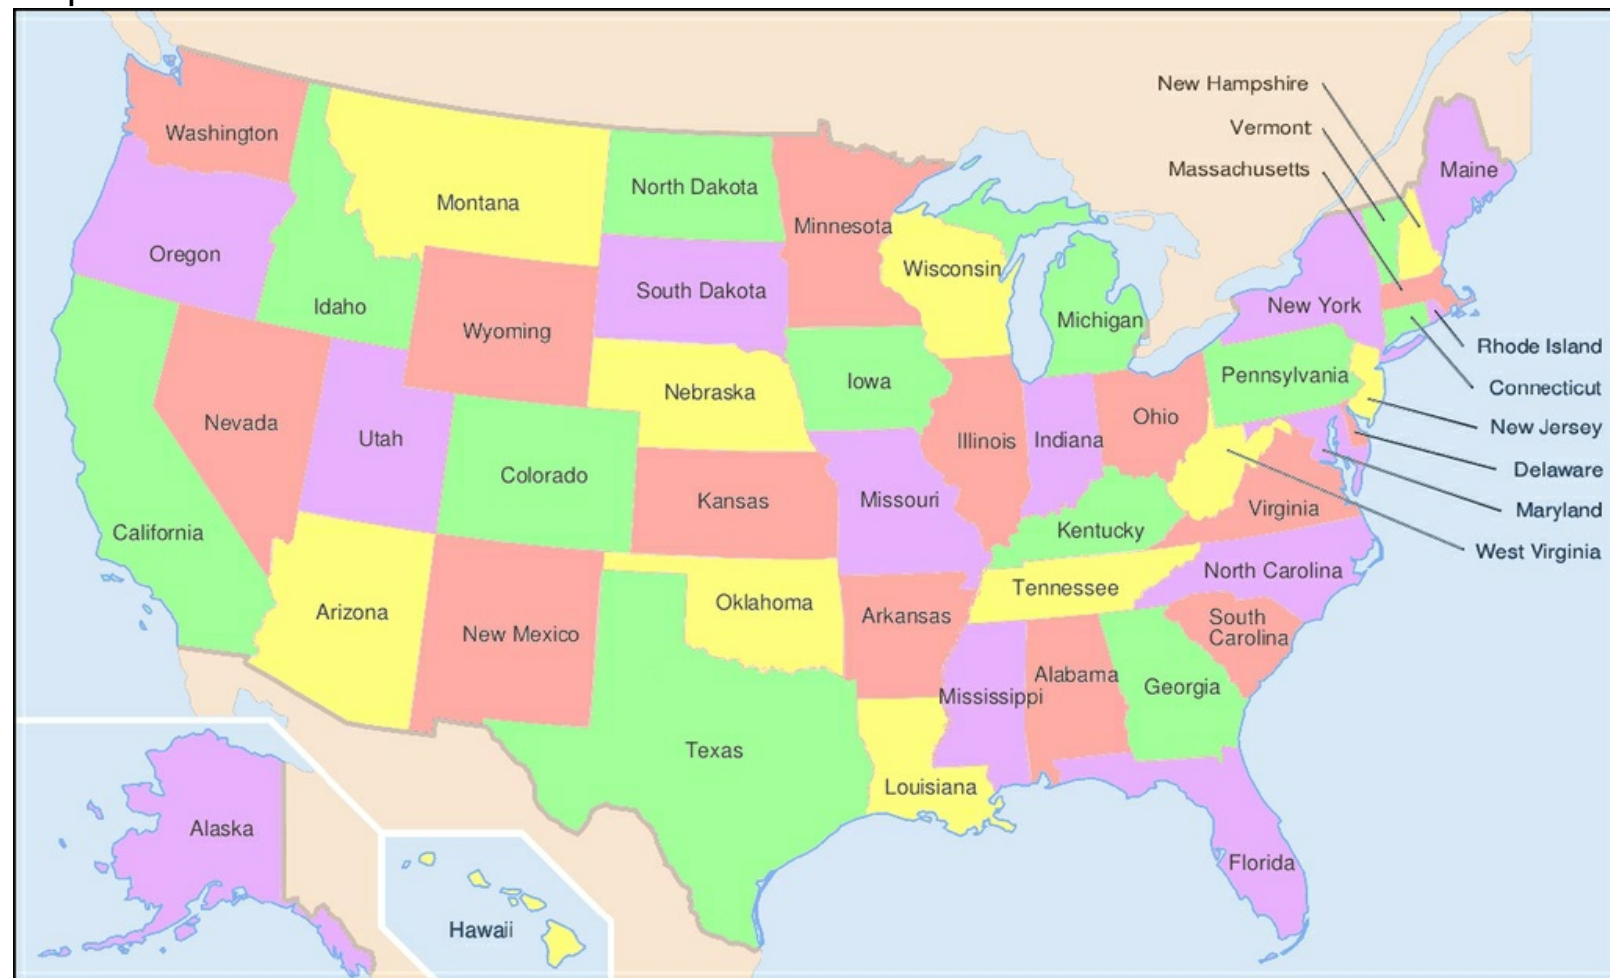 New Hampshire
Vermont
Massachusetts
Washington
Maine
Montana
North Dakota
Minnesota
Oregon
Idaho
South Dakota
Wisconsin
Michigan
New York
Wyoming
Rhode Island
Pennsylvania
Connecticut
Nebraska
Iowa
Nevada
Utah
Ohio
New Jersey
Illinois
Indiana
Colorado
Kansas
Missouri
Delaware
Maryland
Virginia
California
Kentucky
West Virginia
North Carolina
Tennessee
Arizona
Oklahoma
Arkansas
New Mexico
South
Carolina
Alabama
Georgia
Mississippi
Texas
Louisiana
Alaska
Florida
Hawaii